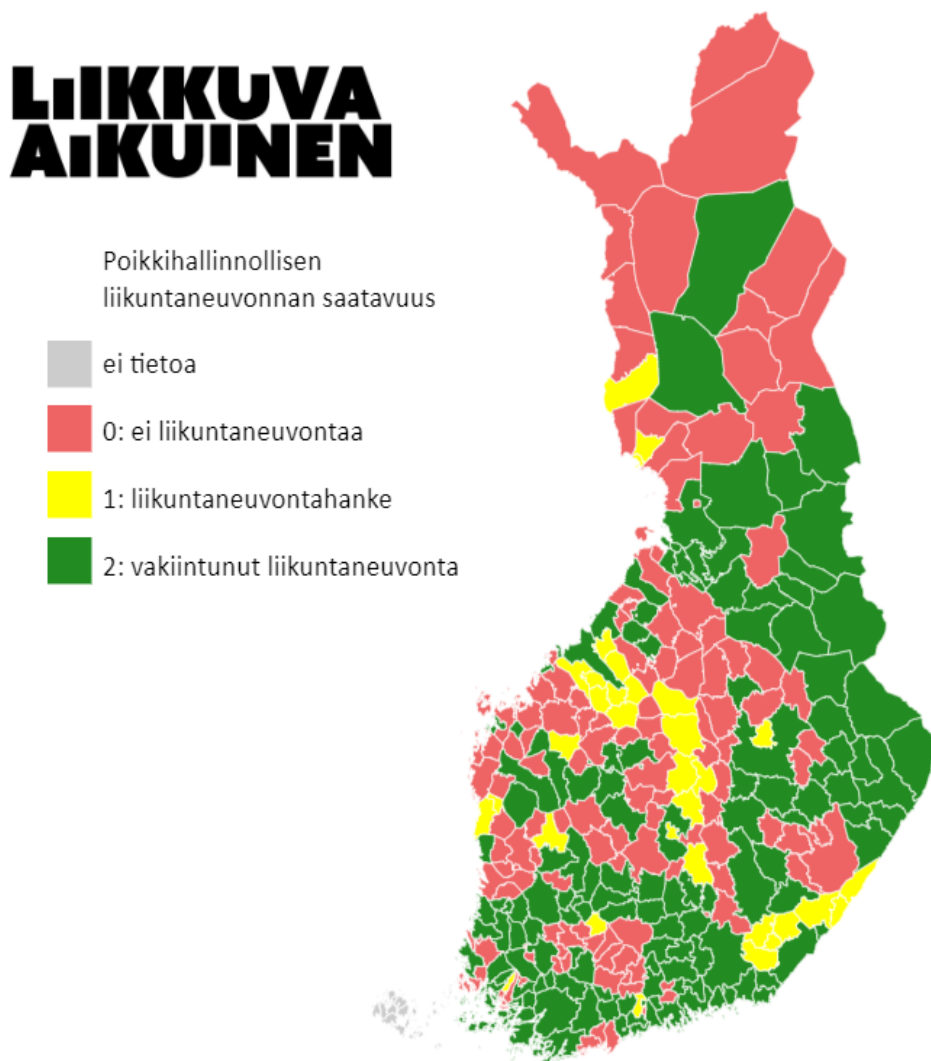 LIIKKUVA
AIKUINEN
Poikkihallinnollisen
liikuntaneuvonnan saatavuus
ei tietoa
0: ei liikuntaneuvontaa
1: liikuntaneuvontahanke
2: vakiintunut liikuntaneuvonta